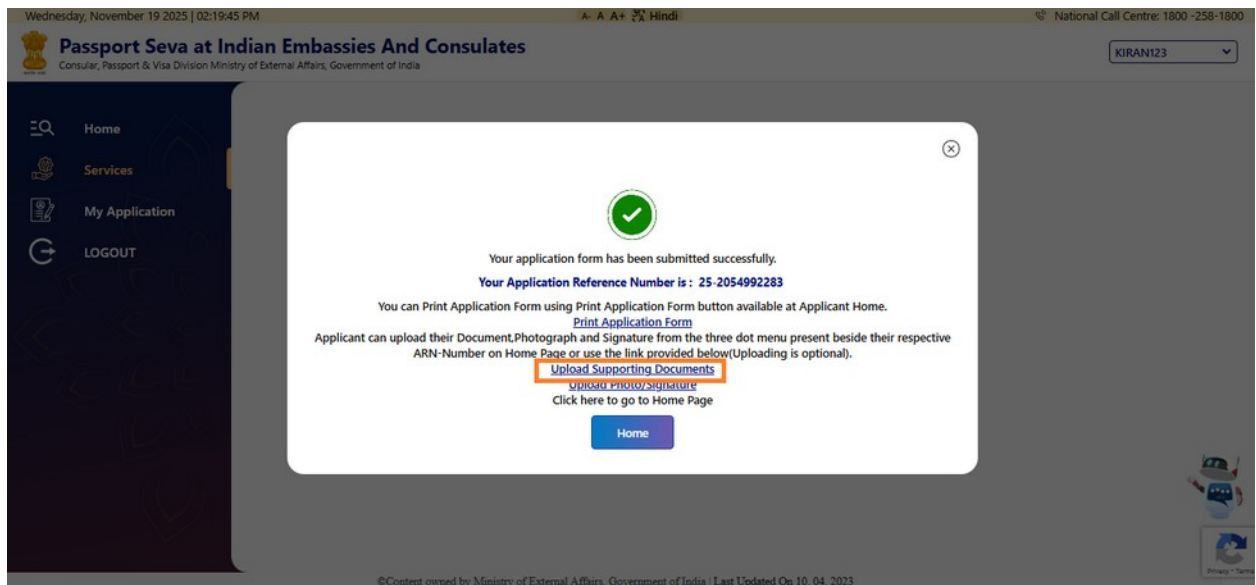 Wednesday, November 19 2025 | 02:19:45 PM
A- A A+ Hindi
National Call Centre: 1800 -258-1800
Passport Seva at Indian Embassies And Consulates
Consular, Passport & Visa Division Ministry of External Affairs, Government of India
KIRAN123
Home
Services
My Application
LOGOUT
Your application form has been submitted successfully.
Your Application Reference Number is : 25-2054992283
You can Print Application Form using Print Application Form button available at Applicant Home.
Print Application Form
Applicant can upload their Document,Photograph and Signature from the three dot menu present beside their respective
ARN-Number on Home Page or use the link provided below(Uploading is optional).
Upload Supporting Documents
Upload Photo/Signature
Click here to go to Home Page
Home
Privacy - Terms
©Content owned by Ministry of External Affairs, Government of India | Last Updated On 10, 04, 2023